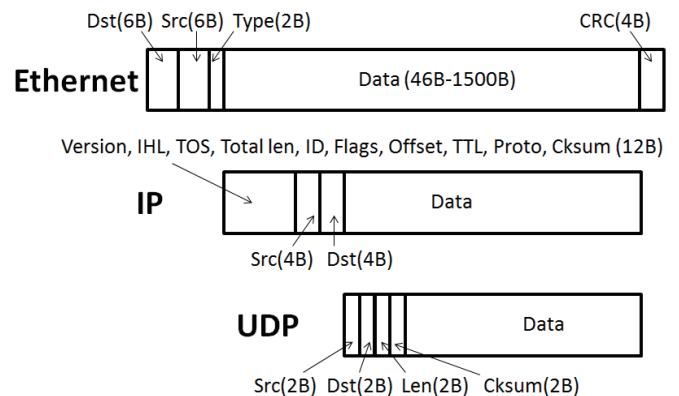 Dst(6B) Src(6B) Type(2B) CRC(4B)
Ethernet Data (46B-1500B)
Version, IHL, TOS, Total len, ID, Flags, Offset, TTL, Proto, Cksum (12B)
IP Data
Src(4B) Dst(4B)
UDP Data
Src(2B) Dst(2B) Len(2B) Cksum(2B)